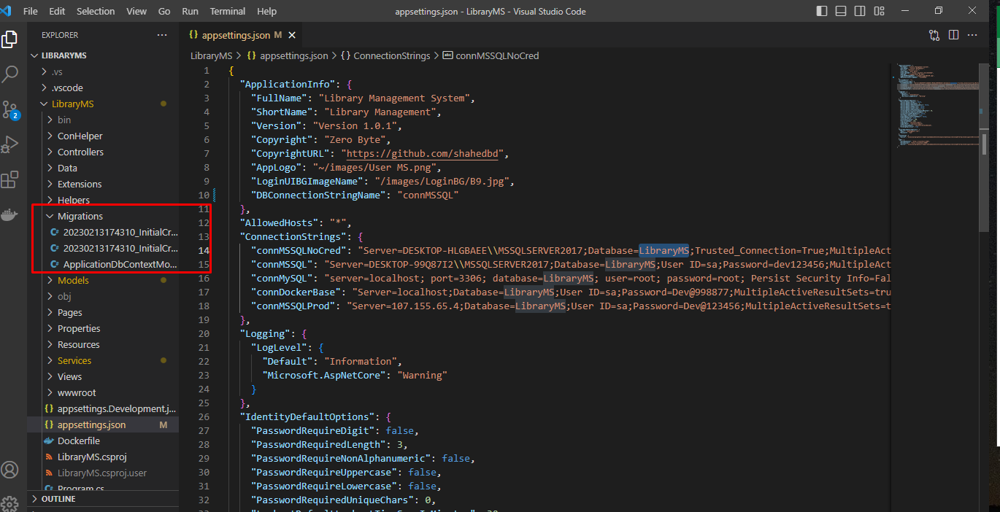 File Edit Selection View Go Run Terminal Help
appsettings.json - LibraryMS - Visual Studio Code
EXPLORER
LIBRARYMS
.vs
.vscode
LibraryMS
bin
ConHelper
Controllers
Data
Extensions
Helpers
Migrations
20230213174310_InitialCr...
20230213174310_InitialCr...
ApplicationDbContextMo...
Models
obj
Pages
Properties
Resources
Services
Views
wwwroot
appsettings.Development.j...
appsettings.json M
Dockerfile
LibraryMS.csproj
LibraryMS.csproj.user
Program.cs
OUTLINE
2
{} appsettings.json M
LibraryMS > {} appsettings.json > {} ConnectionStrings > connMSSQLNoCred
1 {
2 "ApplicationInfo": {
3 "FullName": "Library Management System",
4 "ShortName": "Library Management",
5 "Version": "Version 1.0.1",
6 "Copyright": "Zero Byte",
7 "CopyrightURL": "https://github.com/shahedbd",
8 "AppLogo": "~/images/User MS.png",
9 "LoginUIBGImageName": "/images/LoginBG/B9.jpg",
10 "DBConnectionStringName": "connMSSQL"
11 },
12 "AllowedHosts": "*",
13 "ConnectionStrings": {
14 "connMSSQLNoCred": "Server=DESKTOP-HLGBAEE\\MSSQLSERVER2017;Database=LibraryMS;Trusted_Connection=True;MultipleAct
15 "connMSSQL": "Server=DESKTOP-99Q87I2\\MSSQLSERVER2017;Database=LibraryMS;User ID=sa;Password=dev123456;MultipleAct
16 "connMySQL": "server=localhost; port=3306; database=LibraryMS; user=root; password=root; Persist Security Info=Fal
17 "connDockerBase": "Server=localhost;Database=LibraryMS;User ID=sa;Password=Dev@998877;MultipleActiveResultSets=tru
18 "connMSSQLProd": "Server=107.155.65.4;Database=LibraryMS;User ID=sa;Password=Dev@123456;MultipleActiveResultSets=t
19 },
20 "Logging": {
21 "LogLevel": {
22 "Default": "Information",
23 "Microsoft.AspNetCore": "Warning"
24 }
25 },
26 "IdentityDefaultOptions": {
27 "PasswordRequireDigit": false,
28 "PasswordRequiredLength": 3,
29 "PasswordRequireNonAlphanumeric": false,
30 "PasswordRequireUppercase": false,
31 "PasswordRequireLowercase": false,
32 "PasswordRequiredUniqueChars": 0,